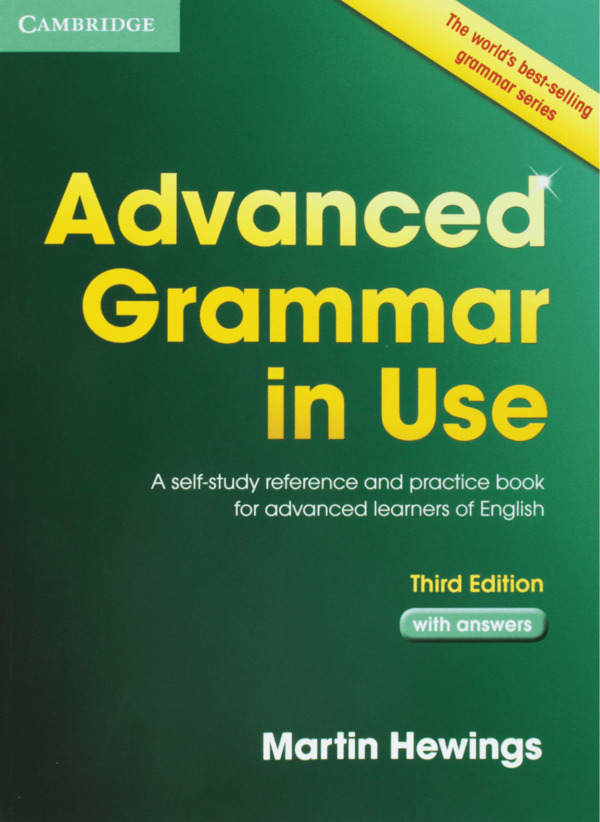 CAMBRIDGE
The world's best-selling
grammar series
Advanced
Grammar
in Use
A self-study reference and practice book
for advanced learners of English
Third Edition
with answers
Martin Hewings